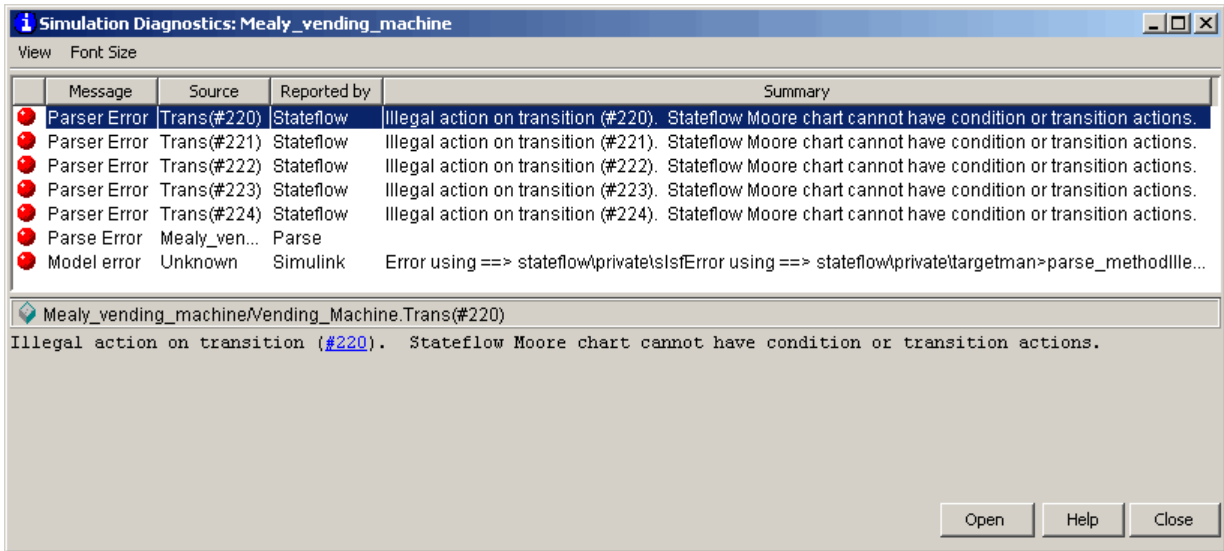 Simulation Diagnostics: Mealy_vending_machine
View Font Size
Message Source Reported by Summary
Parser Error Trans(#220) Stateflow Illegal action on transition (#220). Stateflow Moore chart cannot have condition or transition actions.
Parser Error Trans(#221) Stateflow Illegal action on transition (#221). Stateflow Moore chart cannot have condition or transition actions.
Parser Error Trans(#222) Stateflow Illegal action on transition (#222). Stateflow Moore chart cannot have condition or transition actions.
Parser Error Trans(#223) Stateflow Illegal action on transition (#223). Stateflow Moore chart cannot have condition or transition actions.
Parser Error Trans(#224) Stateflow Illegal action on transition (#224). Stateflow Moore chart cannot have condition or transition actions.
Parse Error Mealy_ven... Parse
Model error Unknown Simulink Error using ==> stateflow\private\slsfError using ==> stateflow\private\targetman>parse_methodIlle...
Mealy_vending_machine/Vending_Machine.Trans(#220)
Illegal action on transition (#220). Stateflow Moore chart cannot have condition or transition actions.
Open Help Close